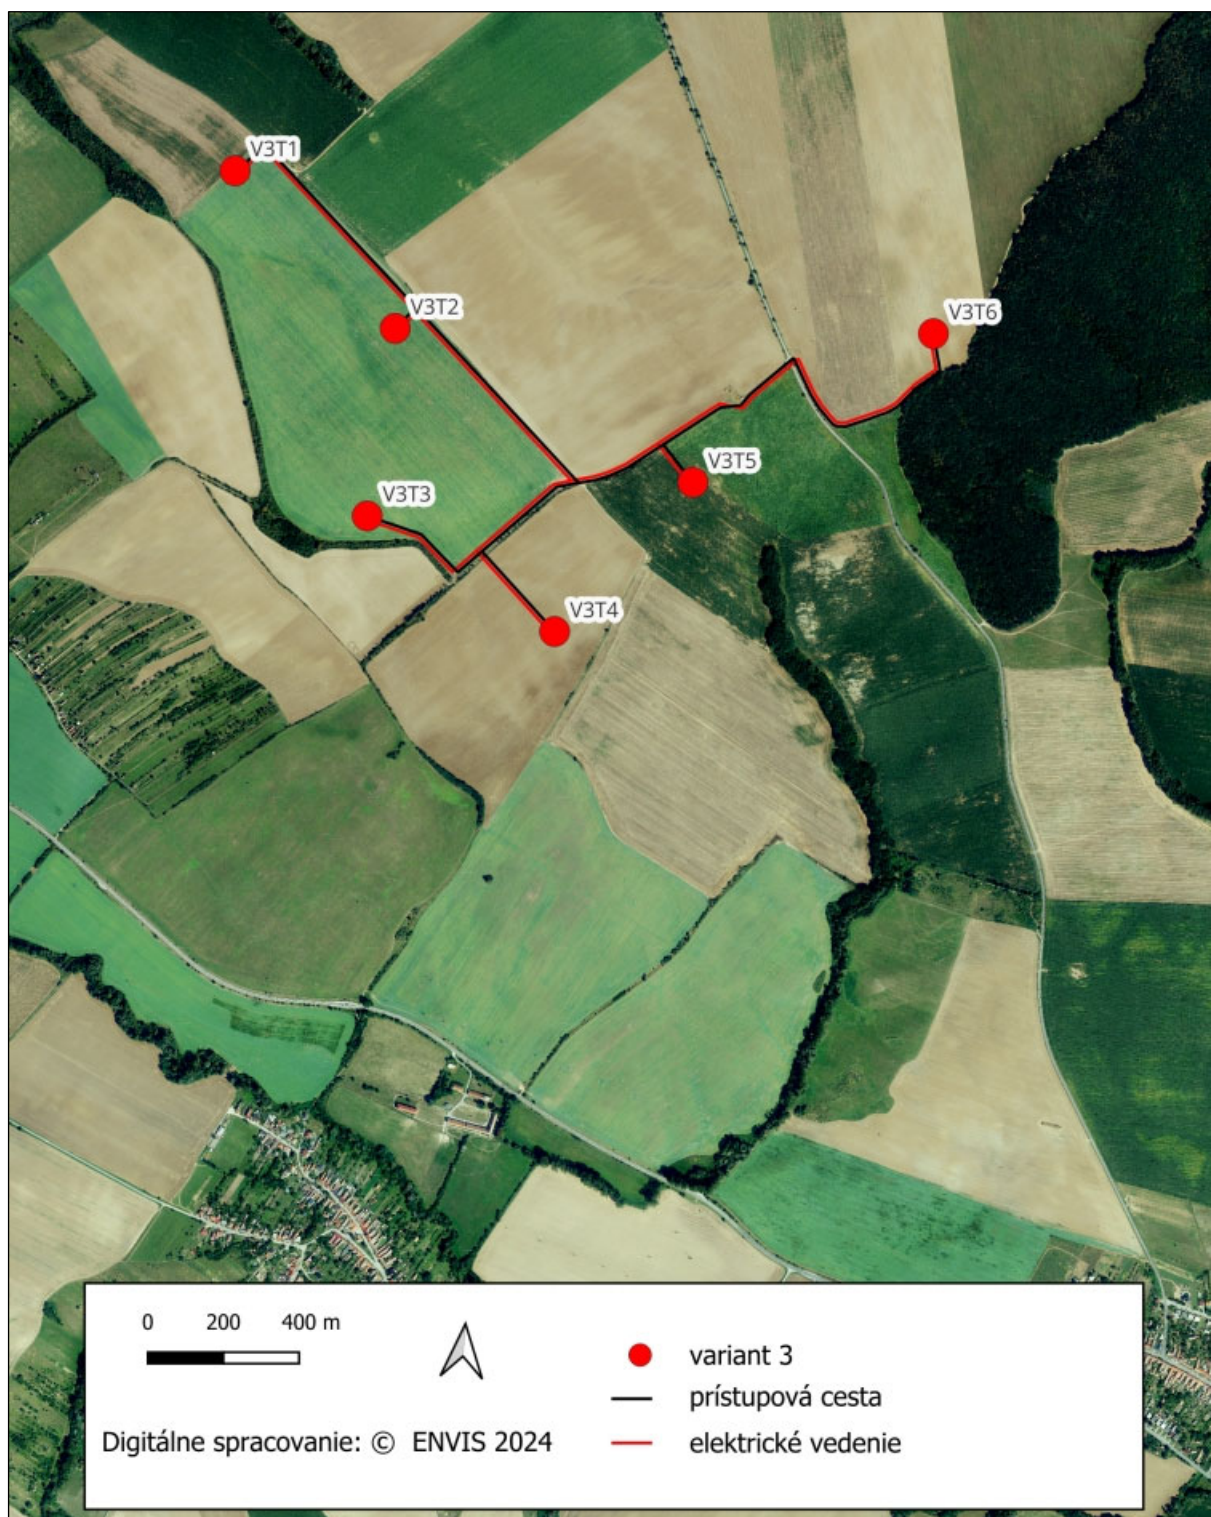 V3T1
V3T2
V3T6
V3T5
V3T3
V3T4
0 200 400 m
variant 3
prístupová cesta
Digitálne spracovanie: © ENVIS 2024
elektrické vedenie